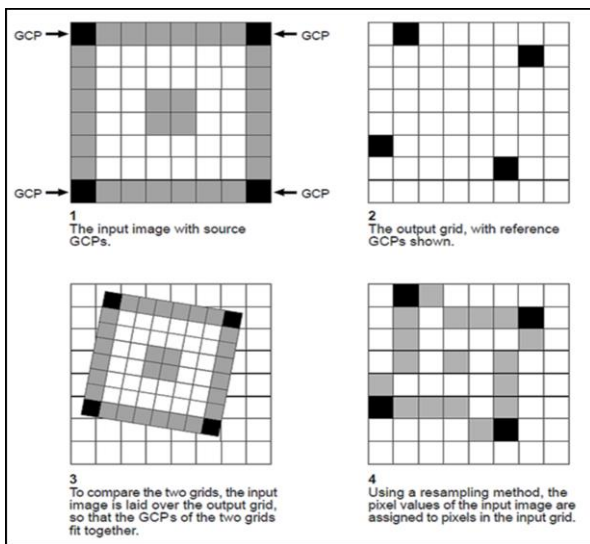 GCP
GCP
GCP
GCP
1
The input image with source
GCPs.
2
The output grid, with reference
GCPs shown.
3
To compare the two grids, the input
image is laid over the output grid,
so that the GCPs of the two grids
fit together.
4
Using a resampling method, the
pixel values of the input image are
assigned to pixels in the input grid.